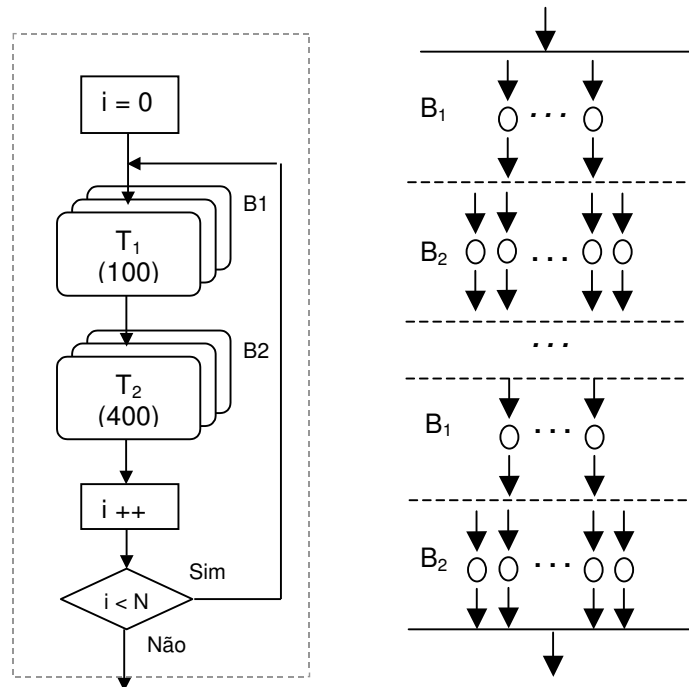 i = 0
B1
T1
(100)
B2
T2
(400)
i ++
Sim
i < N
Não
B1
. . .
B2
. . .
. . .
B1
. . .
B2
. . .